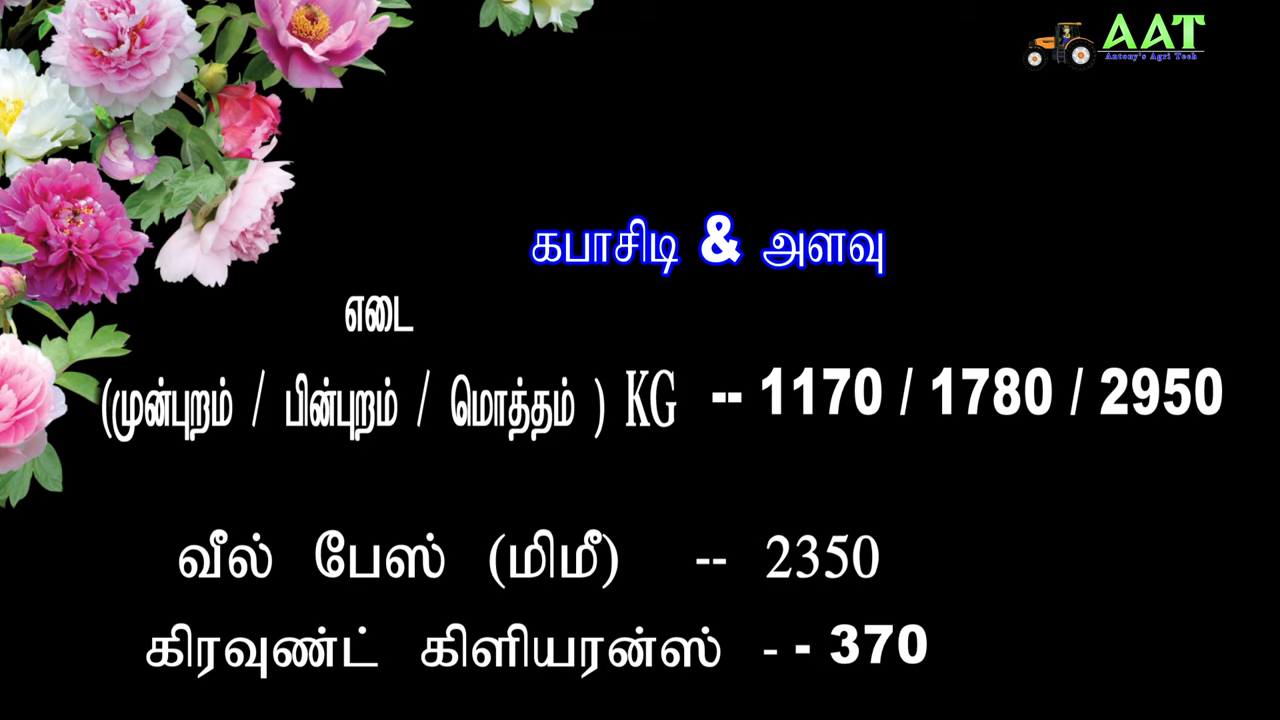 AAT
Antony's Agri Tech
கபாசிடி & அளவு
எடை
(முன்புறம் / பின்புறம் / மொத்தம் ) KG -- 1170 / 1780 / 2950
வீல் பேஸ் (மிமீ) -- 2350
கிரவுண்ட் கிளியரன்ஸ் - - 370